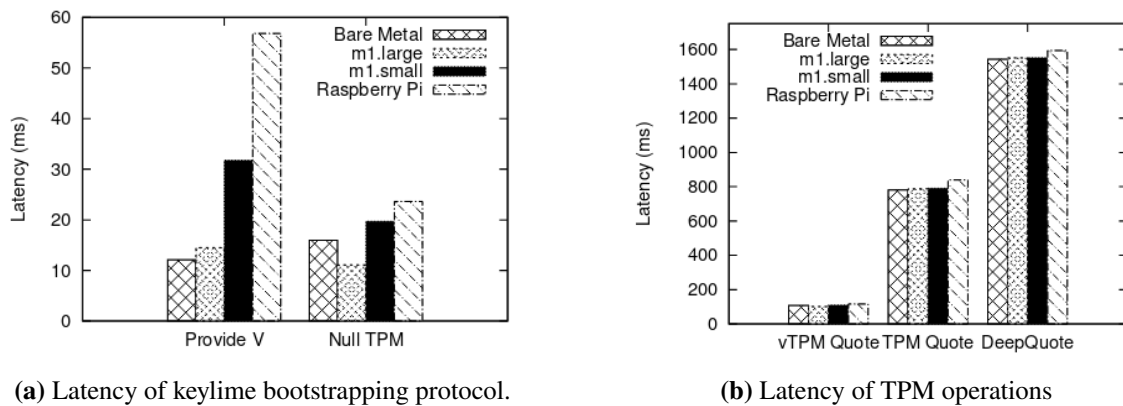 60
50
40
30
20
10
0
Latency (ms)
Bare Metal
m1.large
m1.small
Raspberry Pi
Provide V
Null TPM
(a) Latency of keylime bootstrapping protocol.
1600
1400
1200
1000
800
600
400
200
0
Latency (ms)
Bare Metal
m1.large
m1.small
Raspberry Pi
vTPM Quote
TPM Quote
DeepQuote
(b) Latency of TPM operations